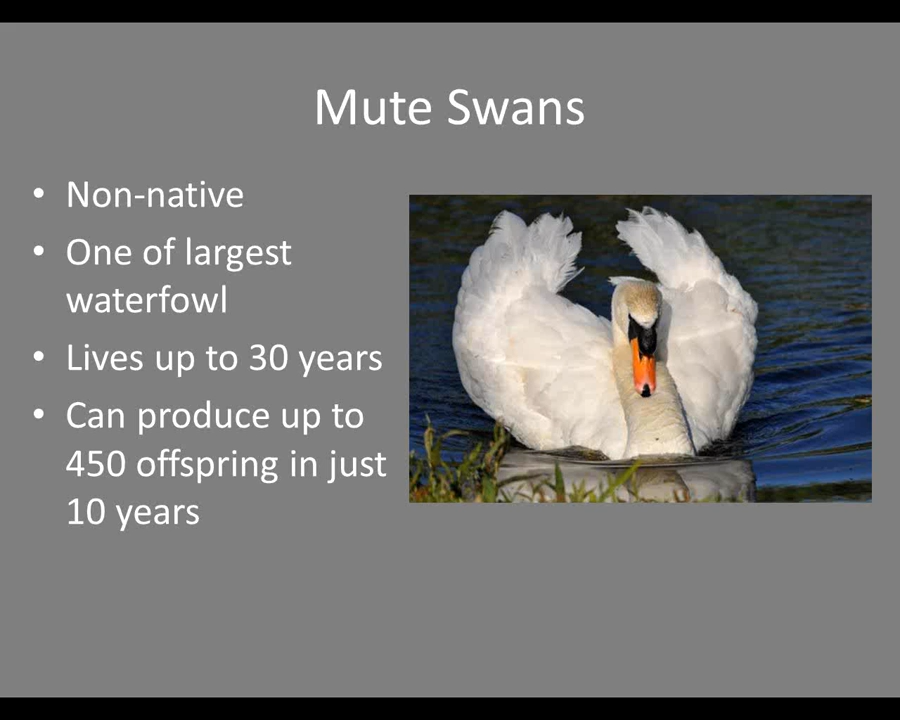 Mute Swans
• Non-native
• One of largest
waterfowl
• Lives up to 30 years
• Can produce up to
450 offspring in just
10 years